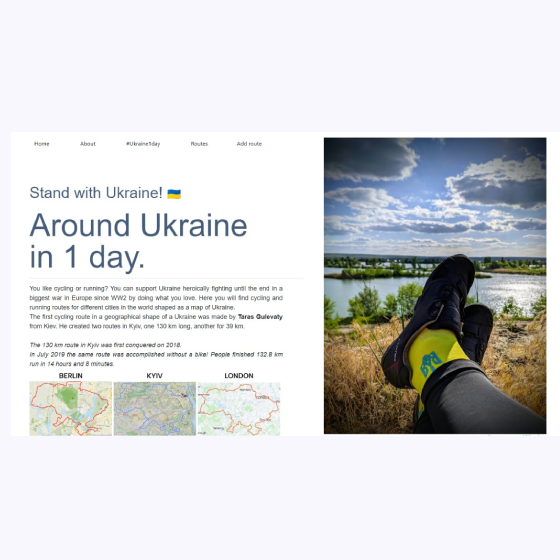 Home About #Ukraine1day Routes Add route
Stand with Ukraine! 🇺🇦
Around Ukraine
in 1 day.
You like cycling or running? You can support Ukraine heroically fighting until the end in a
biggest war in Europe since WW2 by doing what you love. Here you will find cycling and
running routes for different cities in the world shaped as a map of Ukraine.
The first cycling route in a geographical shape of a Ukraine was made by Taras Gulevaty
from Kiev. He created two routes in Kyiv, one 130 km long, another for 39 km.
The 130 km route in Kyiv was first conquered on 2018.
In July 2019 the same route was accomplished without a bike! People finished 132.8 km
run in 14 hours and 8 minutes.
BERLIN KYIV LONDON